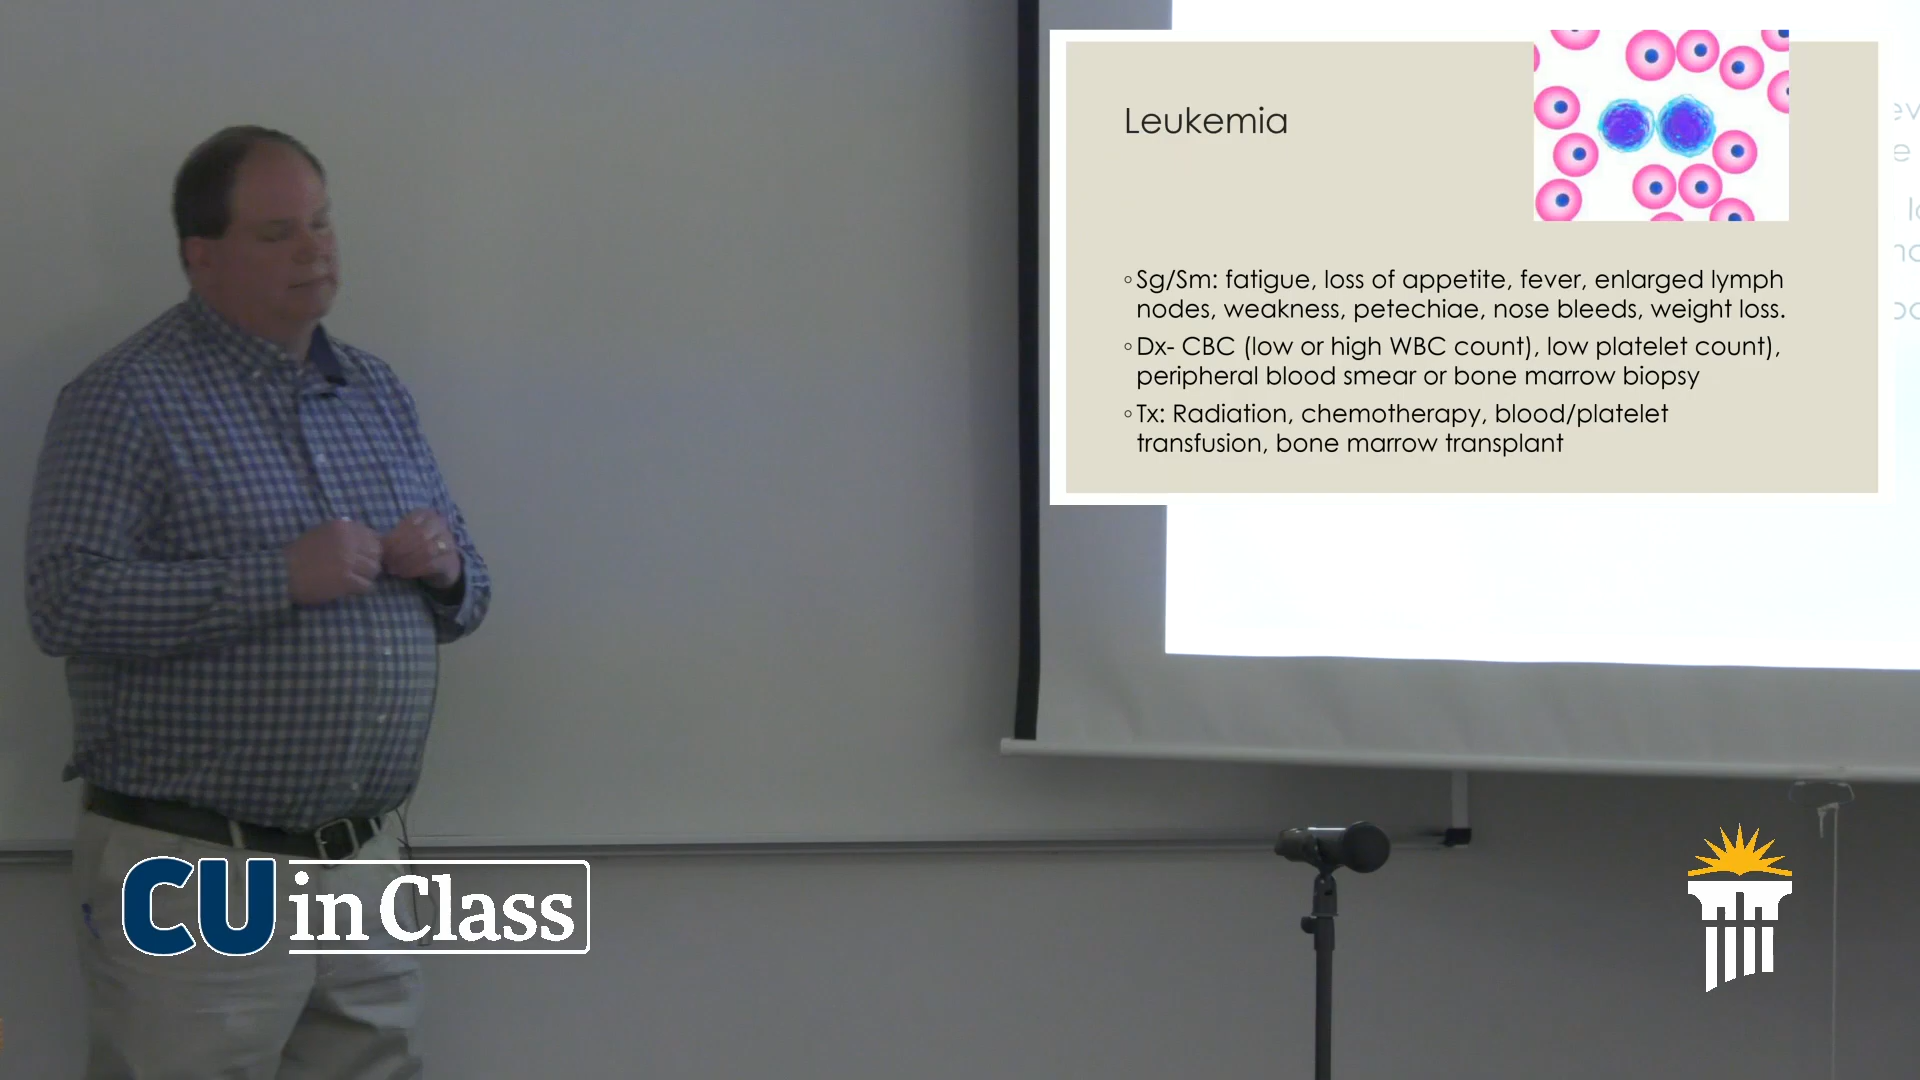 Leukemia
◦ Sg/Sm: fatigue, loss of appetite, fever, enlarged lymph
nodes, weakness, petechiae, nose bleeds, weight loss.
◦ Dx- CBC (low or high WBC count), low platelet count),
peripheral blood smear or bone marrow biopsy
◦ Tx: Radiation, chemotherapy, blood/platelet
transfusion, bone marrow transplant
CU in Class